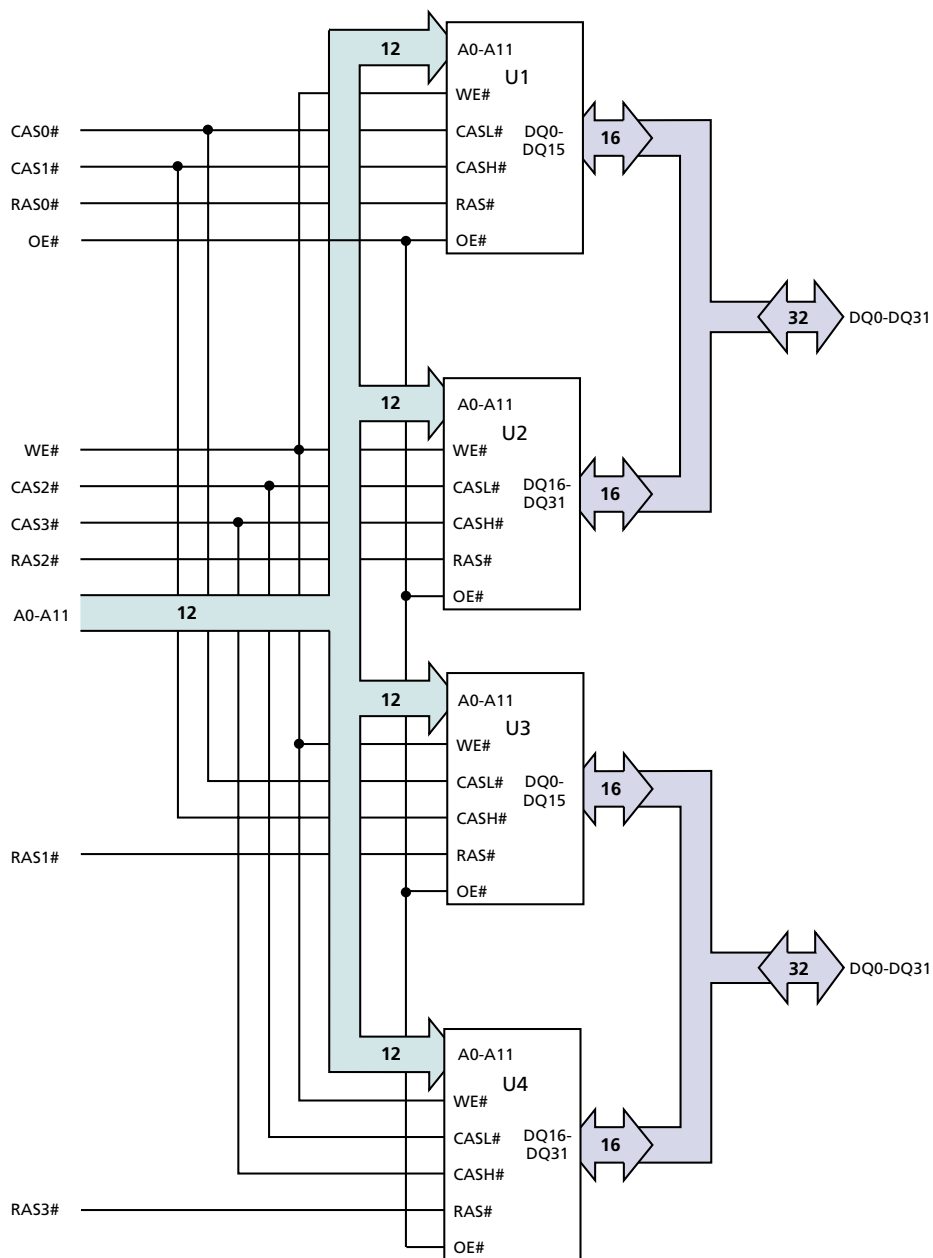 12
A0-A11
U1
WE#
CAS0#
CASL#
DQ0-
DQ15
16
CAS1#
CASH#
RAS0#
RAS#
OE#
OE#
32
DQ0-DQ31
12
A0-A11
U2
WE#
WE#
CAS2#
CASL#
DQ16-
DQ31
16
CAS3#
CASH#
RAS2#
RAS#
OE#
A0-A11
12
12
A0-A11
U3
WE#
CASL#
DQ0-
DQ15
16
CASH#
RAS1#
RAS#
OE#
32
DQ0-DQ31
12
A0-A11
U4
WE#
CASL#
DQ16-
DQ31
16
CASH#
RAS3#
RAS#
OE#